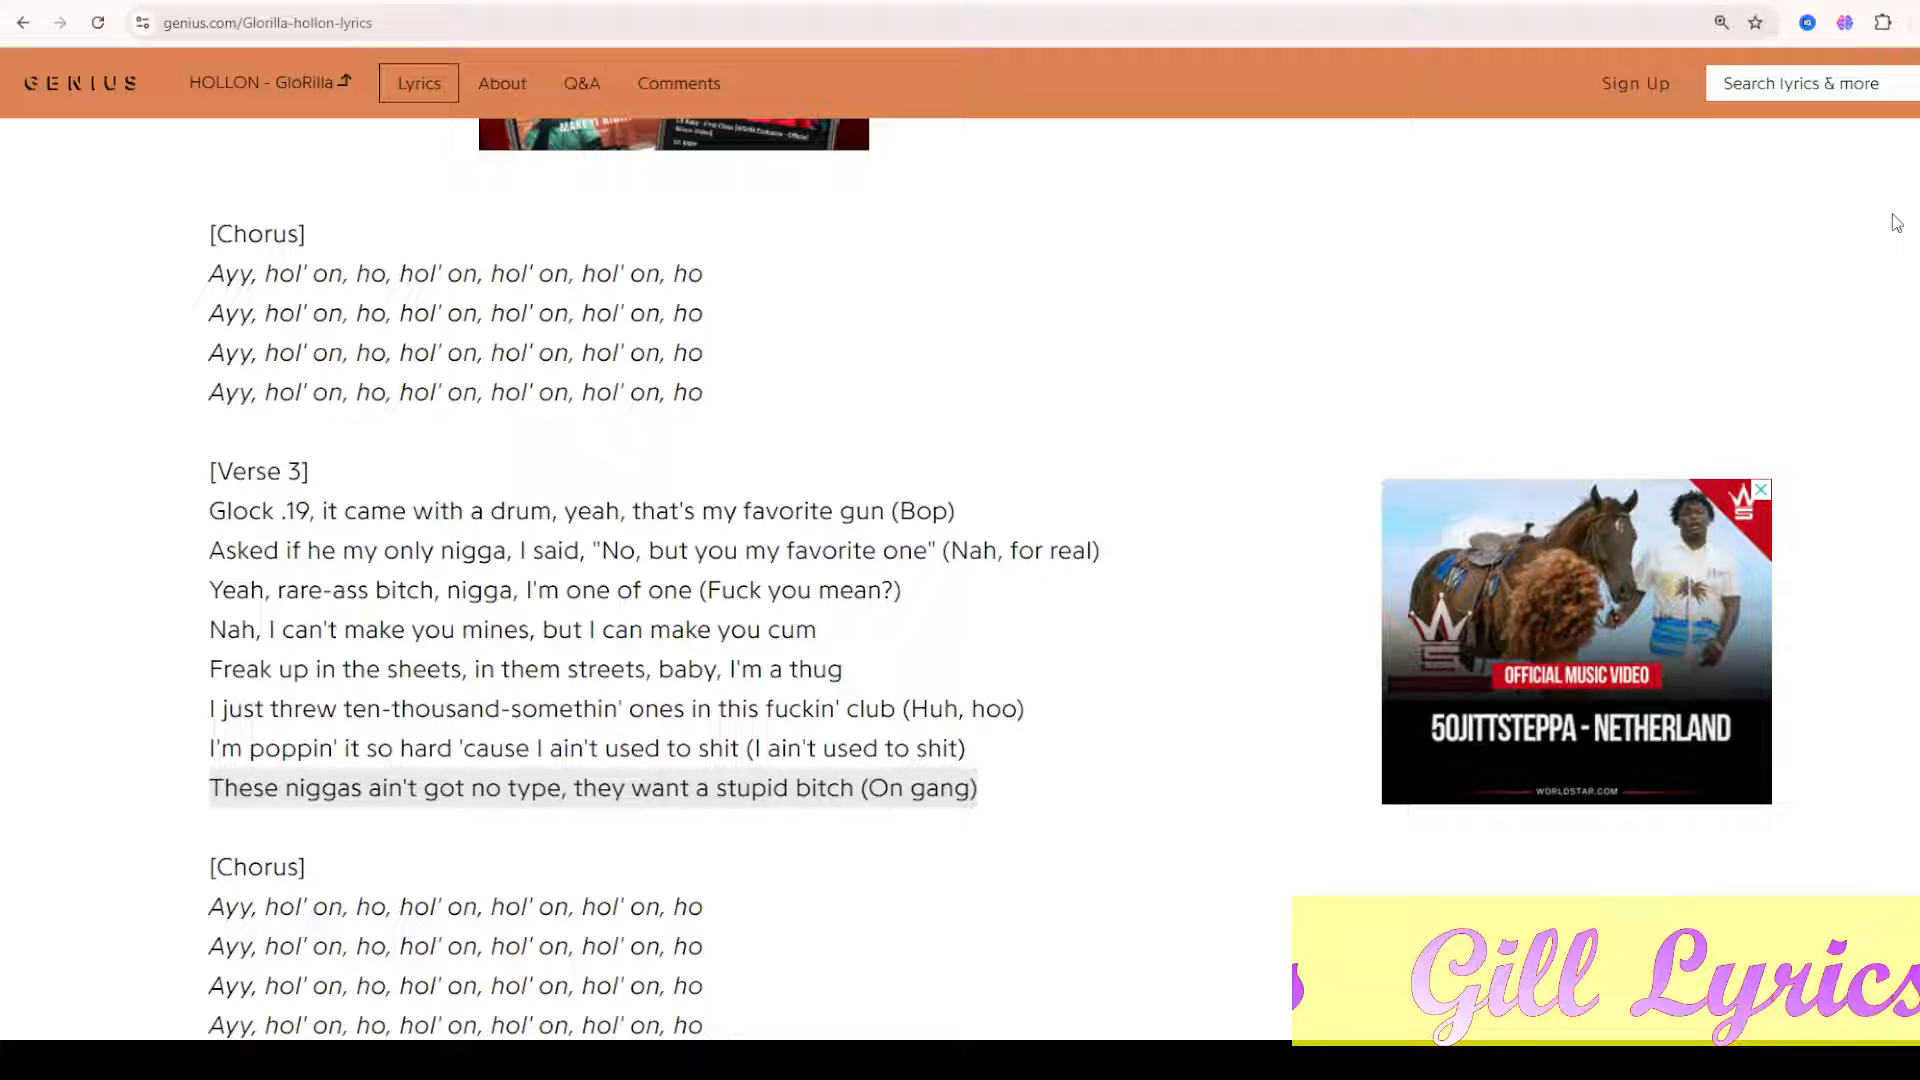 genius.com/Glorilla-hollon-lyrics
GENIUS
HOLLON - GloRilla
Lyrics
About
Q&A
Comments
Sign Up
Search lyrics & more
MAKE IT RIGHT
[Chorus]
Ayy, hol' on, ho, hol' on, hol' on, hol' on, ho
Ayy, hol' on, ho, hol' on, hol' on, hol' on, ho
Ayy, hol' on, ho, hol' on, hol' on, hol' on, ho
Ayy, hol' on, ho, hol' on, hol' on, hol' on, ho
[Verse 3]
Glock .19, it came with a drum, yeah, that's my favorite gun (Bop)
Asked if he my only nigga, I said, "No, but you my favorite one" (Nah, for real)
Yeah, rare-ass bitch, nigga, I'm one of one (Fuck you mean?)
Nah, I can't make you mines, but I can make you cum
Freak up in the sheets, in them streets, baby, I'm a thug
I just threw ten-thousand-somethin' ones in this fuckin' club (Huh, hoo)
I'm poppin' it so hard 'cause I ain't used to shit (I ain't used to shit)
These niggas ain't got no type, they want a stupid bitch (On gang)
[Chorus]
Ayy, hol' on, ho, hol' on, hol' on, hol' on, ho
Ayy, hol' on, ho, hol' on, hol' on, hol' on, ho
Ayy, hol' on, ho, hol' on, hol' on, hol' on, ho
Ayy, hol' on, ho, hol' on, hol' on, hol' on, ho
OFFICIAL MUSIC VIDEO
50JITTSTEPPA - NETHERLAND
WORLDSTAR.COM
s Gill Lyrics